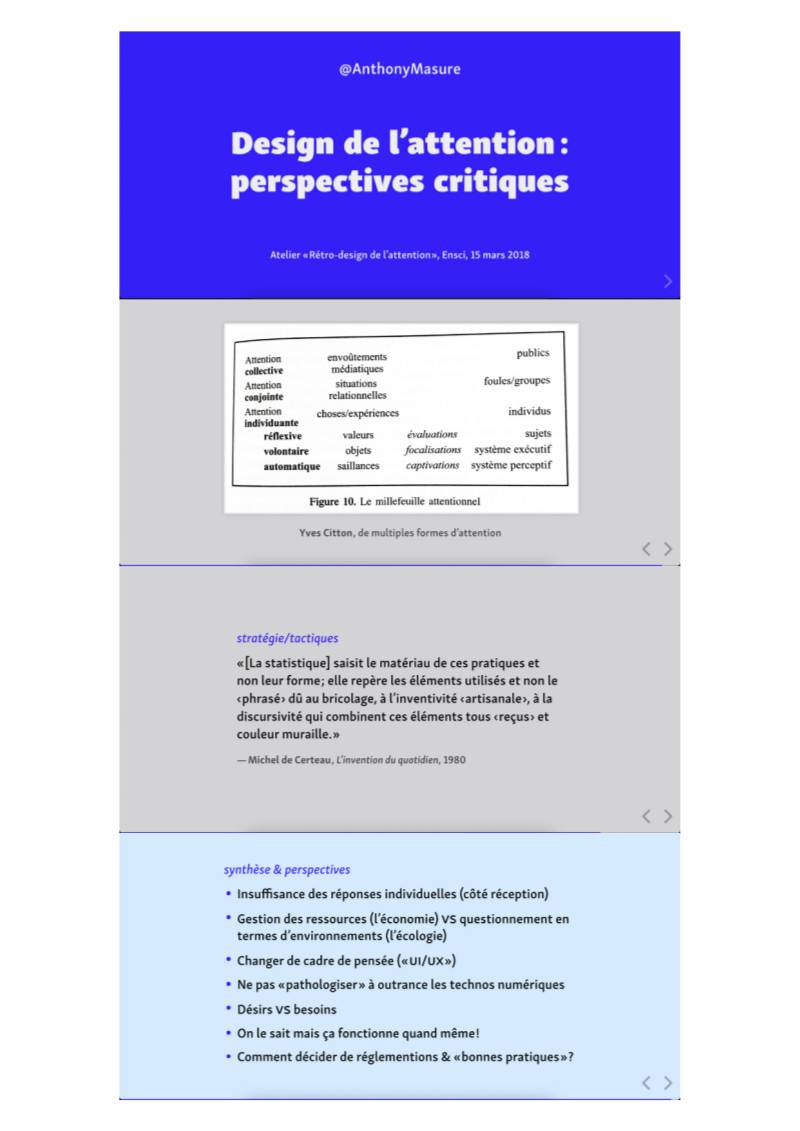 @AnthonyMasure
Design de l'attention :
perspectives critiques
Atelier « Rétro-design de l'attention », Ensci, 15 mars 2018
Attention collective envoûtements médiatiques publics
Attention conjointe situations relationnelles foules/groupes
Attention individuante choses/expériences individus
réflexive valeurs évaluations sujets
volontaire objets focalisations système exécutif
automatique saillances captivations système perceptif
Figure 10. Le millefeuille attentionnel
Yves Citton, de multiples formes d'attention
stratégie/tactiques
« [La statistique] saisit le matériau de ces pratiques et
non leur forme ; elle repère les éléments utilisés et non le
‹ phrasé › dû au bricolage, à l'inventivité ‹ artisanale ›, à la
discursivité qui combinent ces éléments tous ‹ reçus › et
couleur muraille. »
— Michel de Certeau, L'invention du quotidien, 1980
synthèse & perspectives
• Insuffisance des réponses individuelles (côté réception)
• Gestion des ressources (l'économie) VS questionnement en
termes d'environnements (l'écologie)
• Changer de cadre de pensée (« UI/UX »)
• Ne pas « pathologiser » à outrance les technos numériques
• Désirs VS besoins
• On le sait mais ça fonctionne quand même !
• Comment décider de réglementions & « bonnes pratiques » ?